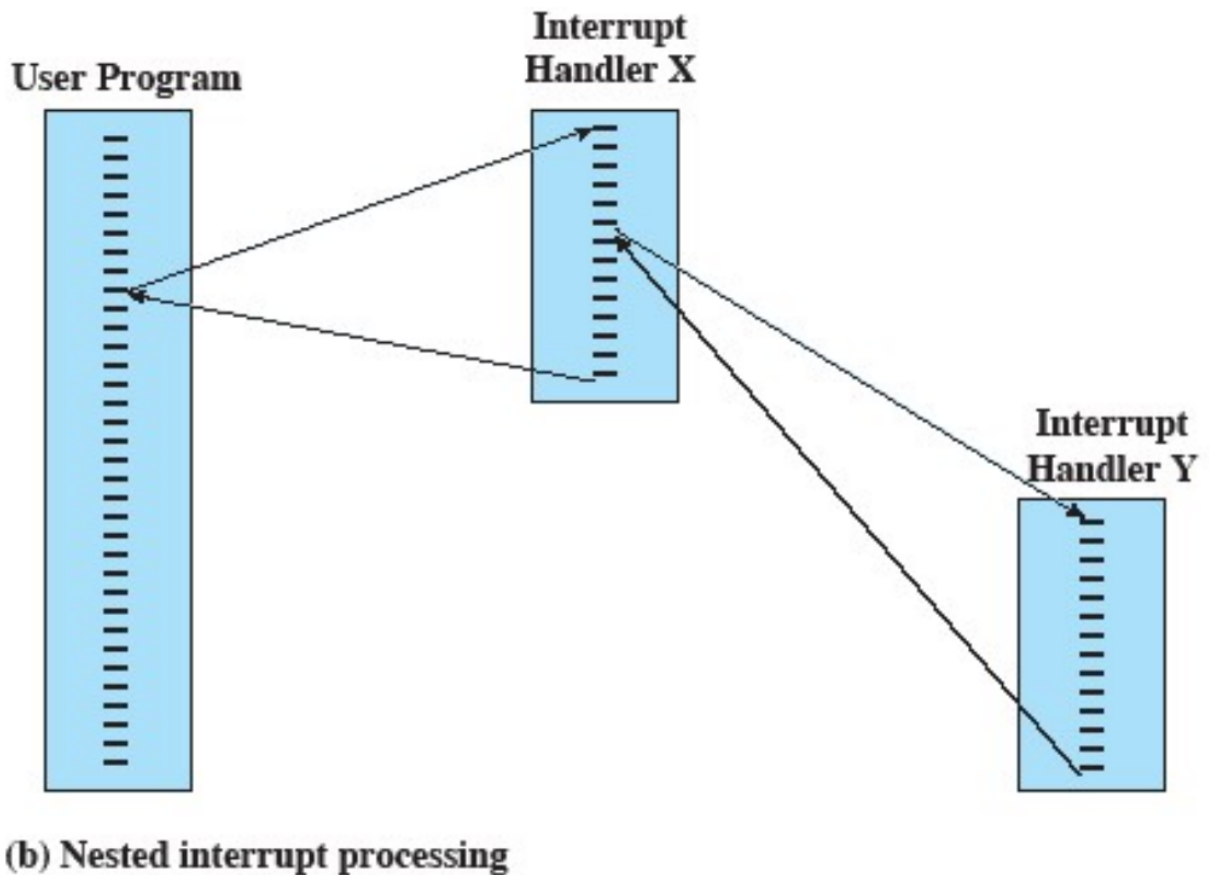 Interrupt
Handler X
User Program
Interrupt
Handler Y
(b) Nested interrupt processing